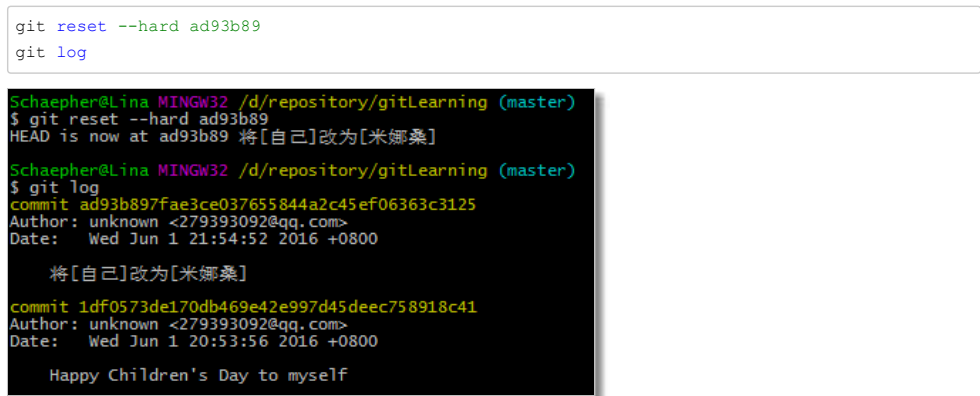 git reset --hard ad93b89
git log
Schaepher@Lina MINGW32 /d/repository/gitLearning (master)
$ git reset --hard ad93b89
HEAD is now at ad93b89 将[自己]改为[米娜桑]
Schaepher@Lina MINGW32 /d/repository/gitLearning (master)
$ git log
commit ad93b897fae3ce037655844a2c45ef06363c3125
Author: unknown <279393092@qq.com>
Date:   Wed Jun 1 21:54:52 2016 +0800
将[自己]改为[米娜桑]
commit 1df0573de170db469e42e997d45deec758918c41
Author: unknown <279393092@qq.com>
Date:   Wed Jun 1 20:53:56 2016 +0800
Happy Children's Day to myself